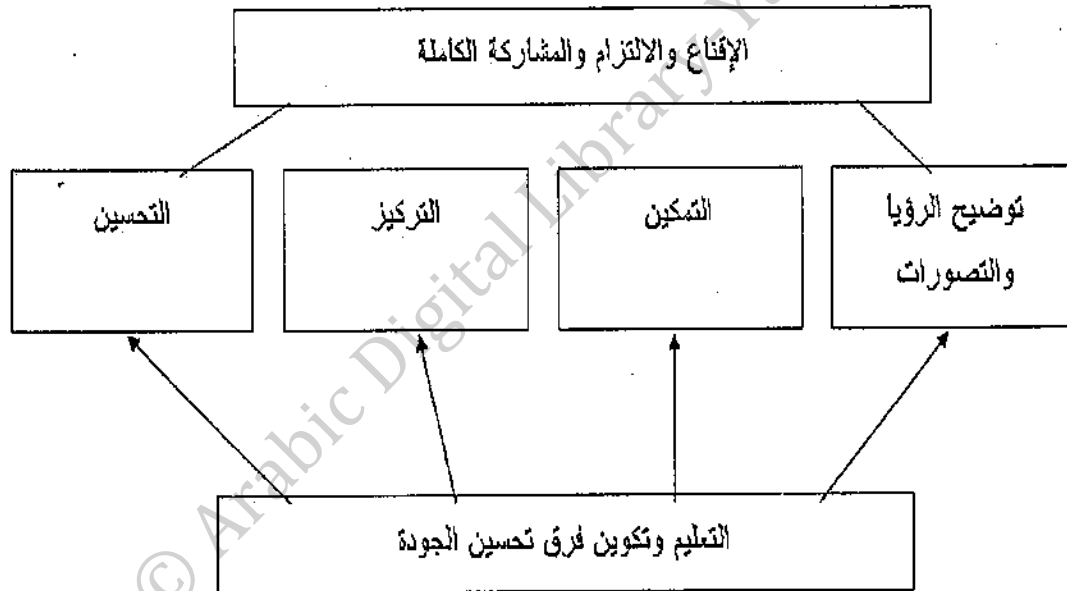 الإقناع والالتزام والمشاركة الكاملة
توضيح الرؤيا
والتصورات
التمكين
التركيز
التحسين
التعليم وتكوين فرق تحسين الجودة
© Arabic Digital Library-Y